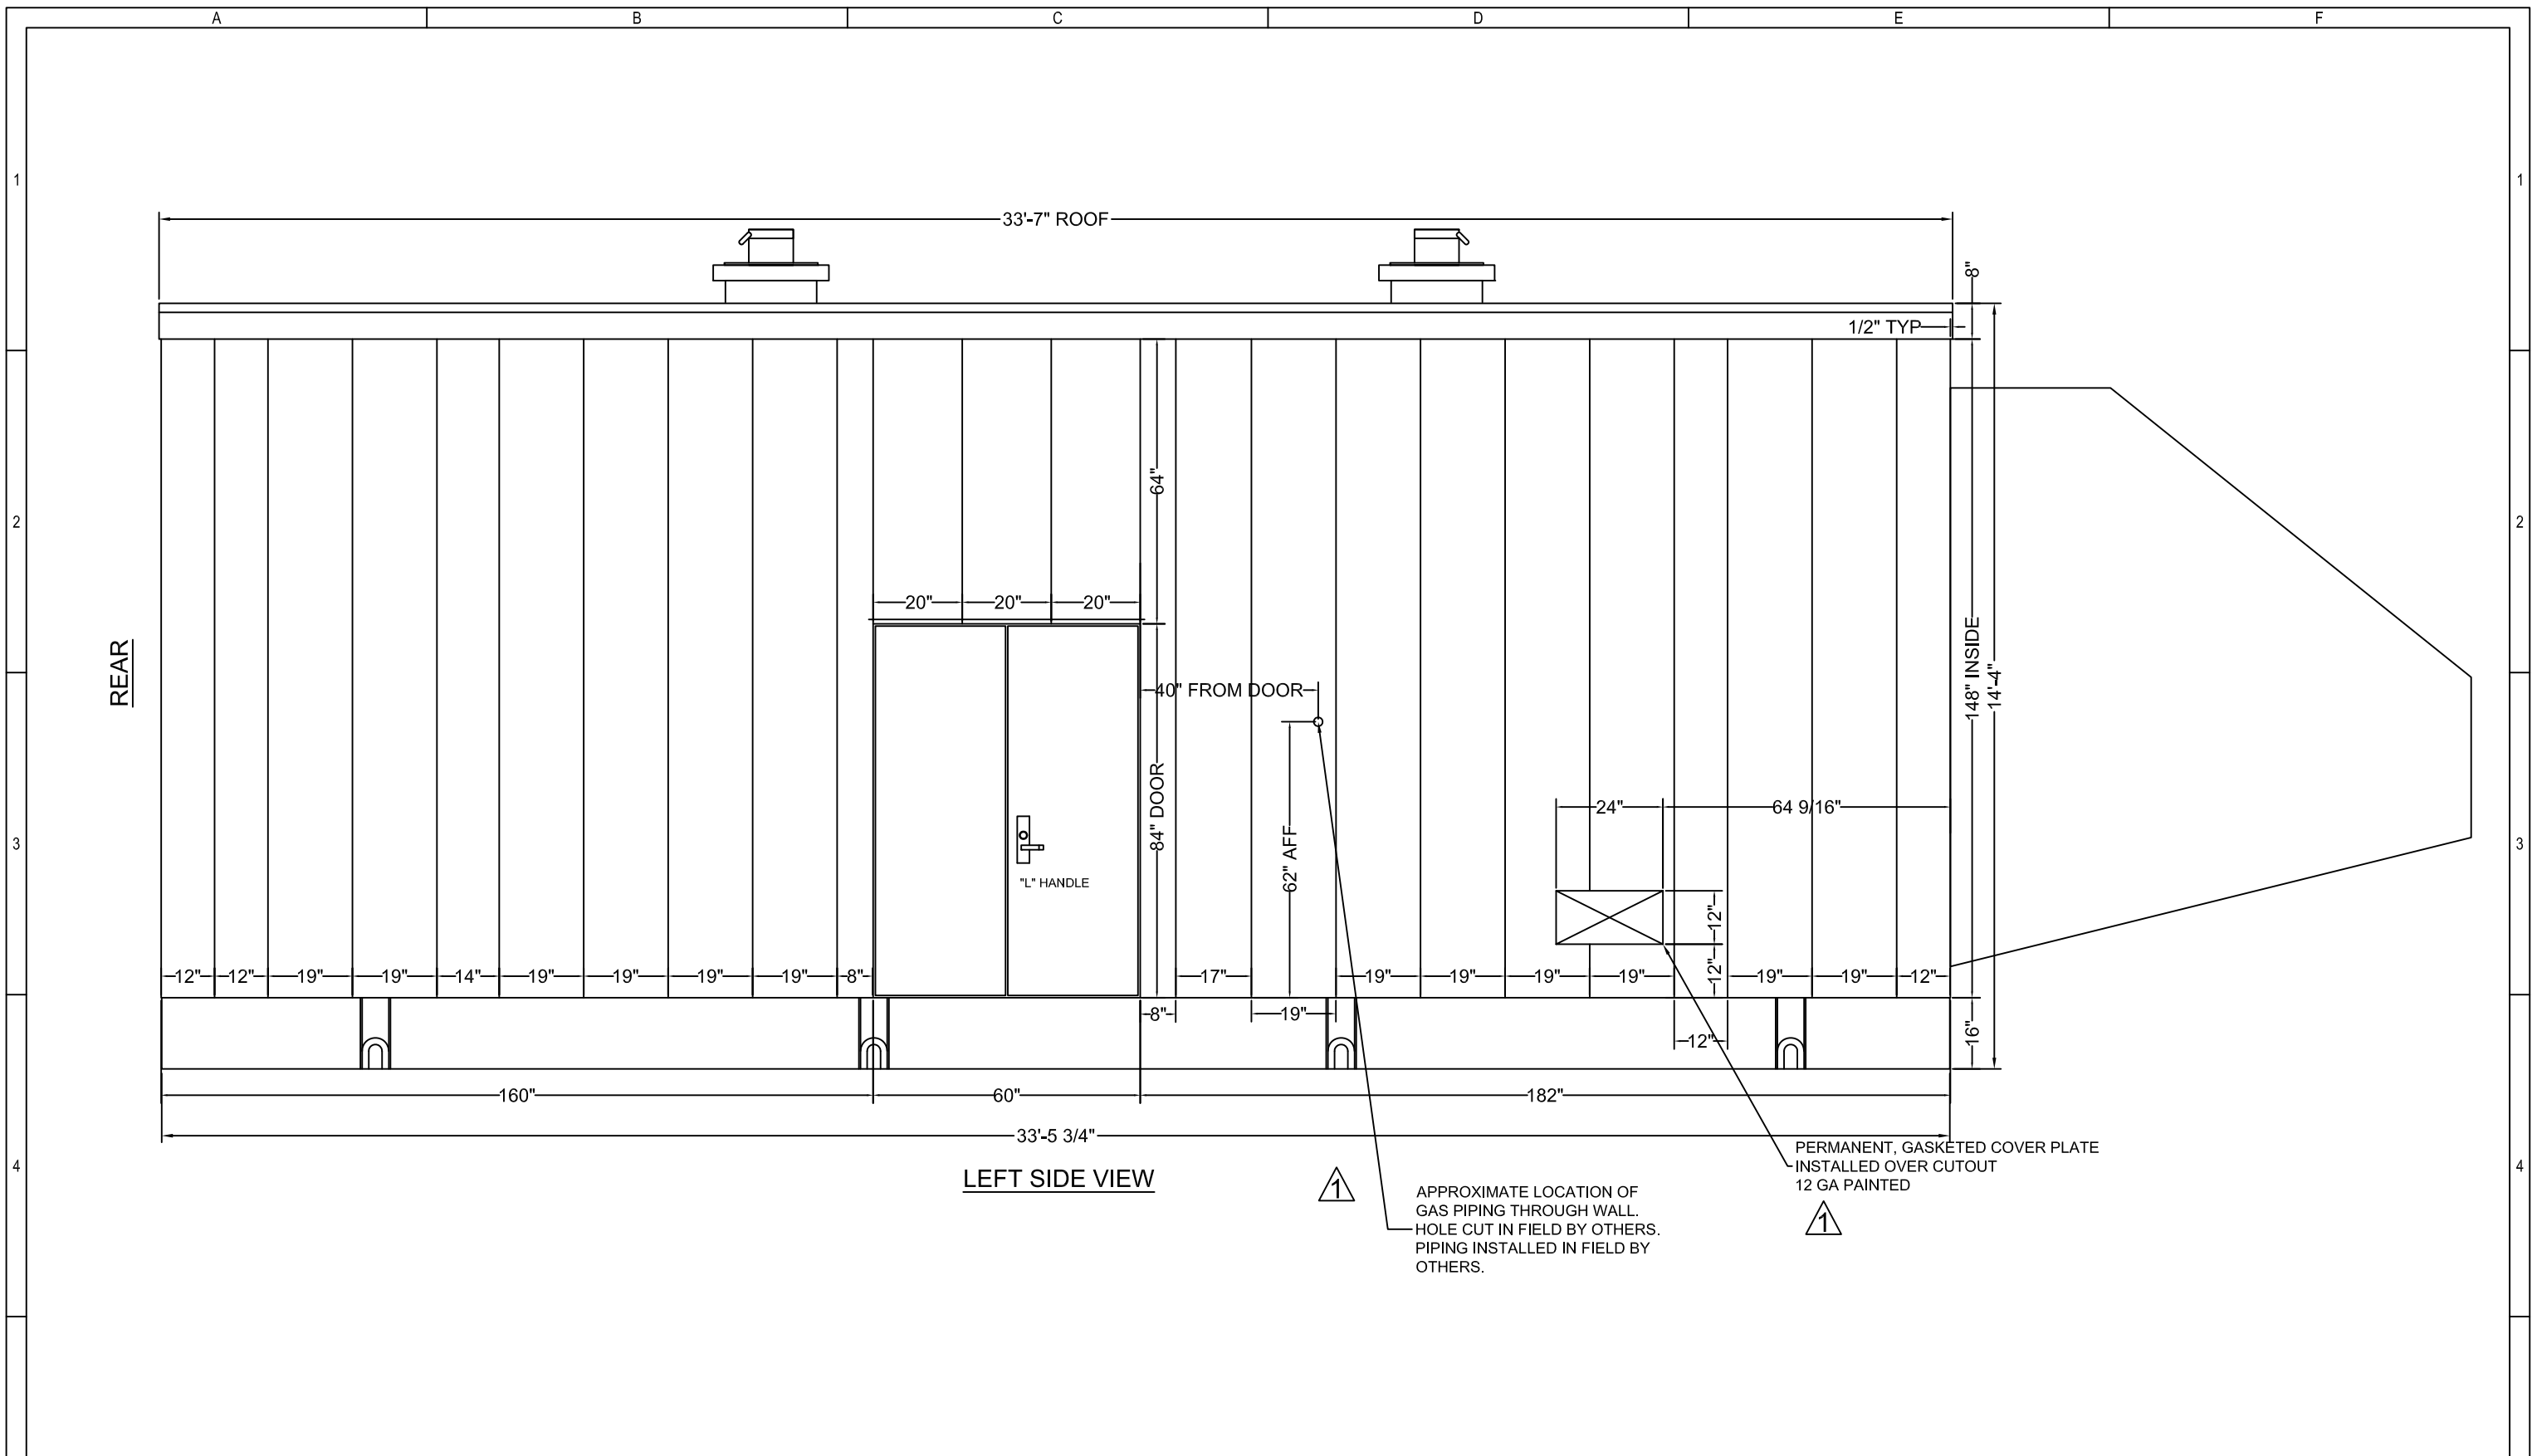 A B C D E F
1 1
33'-7" ROOF
8"
1/2" TYP
2 2
64"
20" 20" 20"
REAR
148" INSIDE
14'-4"
40" FROM DOOR
84" DOOR
24" 64 9/16"
3 3
62" AFF
"L" HANDLE
12"
12"
12" 12" 19" 19" 14" 19" 19" 19" 19" 8" 17" 19" 19" 19" 19" 19" 19" 12"
8" 19"
16"
12"
160" 60" 182"
33'-5 3/4"
4 4
LEFT SIDE VIEW
1
APPROXIMATE LOCATION OF
GAS PIPING THROUGH WALL.
HOLE CUT IN FIELD BY OTHERS.
PIPING INSTALLED IN FIELD BY
OTHERS.
PERMANENT, GASKETED COVER PLATE
INSTALLED OVER CUTOUT
12 GA PAINTED
1